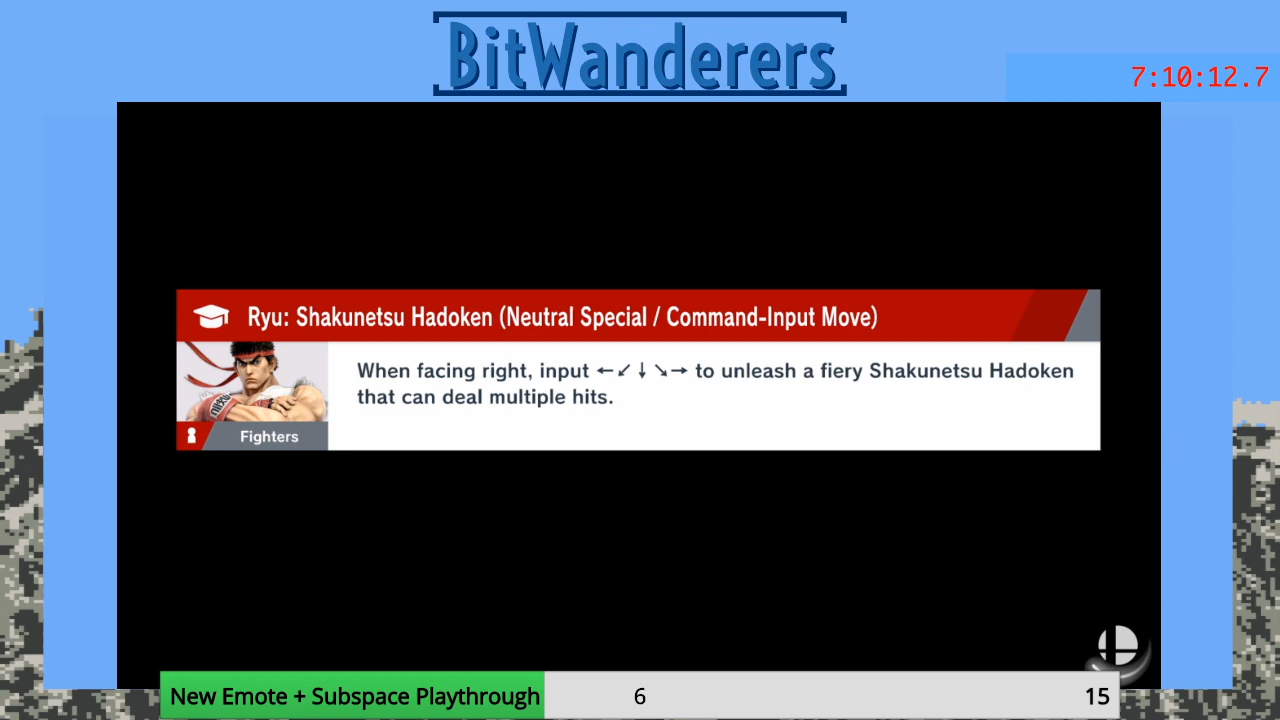 BitWanderers
7:10:12.7
Ryu: Shakunetsu Hadoken (Neutral Special / Command-Input Move)
When facing right, input ←↙↓↘→ to unleash a fiery Shakunetsu Hadoken
that can deal multiple hits.
Fighters
New Emote + Subspace Playthrough 6 15